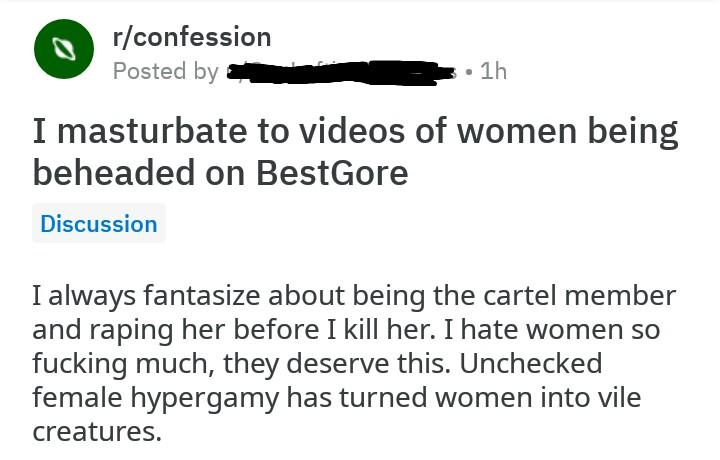 r/confession
Posted by • 1h
I masturbate to videos of women being
beheaded on BestGore
Discussion
I always fantasize about being the cartel member
and raping her before I kill her. I hate women so
fucking much, they deserve this. Unchecked
female hypergamy has turned women into vile
creatures.